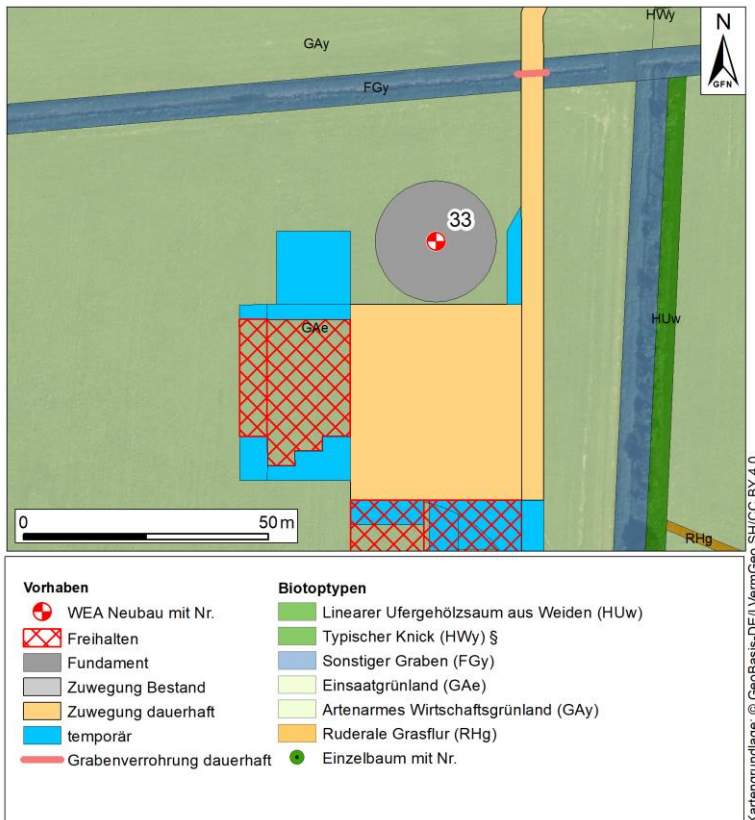 HWy
N
GFN
GAy
FGy
33
GAe
HUw
RHg
0 50 m
Kartengrundlage: © GeoBasis-DE/LVermGeo SH/CC BY 4.0
Vorhaben
WEA Neubau mit Nr.
Freihalten
Fundament
Zuwegung Bestand
Zuwegung dauerhaft
temporär
Grabenverrohrung dauerhaft
Biotoptypen
Linearer Ufergehölzsaum aus Weiden (HUw)
Typischer Knick (HWy) §
Sonstiger Graben (FGy)
Einsaatgrünland (GAe)
Artenarmes Wirtschaftsgrünland (GAy)
Ruderale Grasflur (RHg)
Einzelbaum mit Nr.